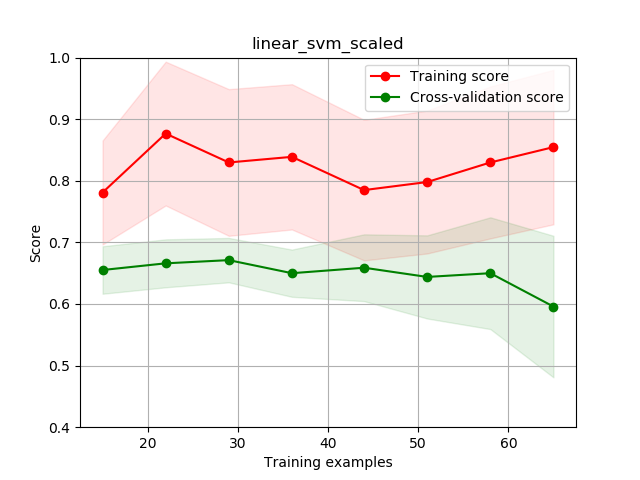 linear_svm_scaled
1.0
0.9
0.8
0.7
0.6
0.5
0.4
Score
Training score
Cross-validation score
20 30 40 50 60
Training examples